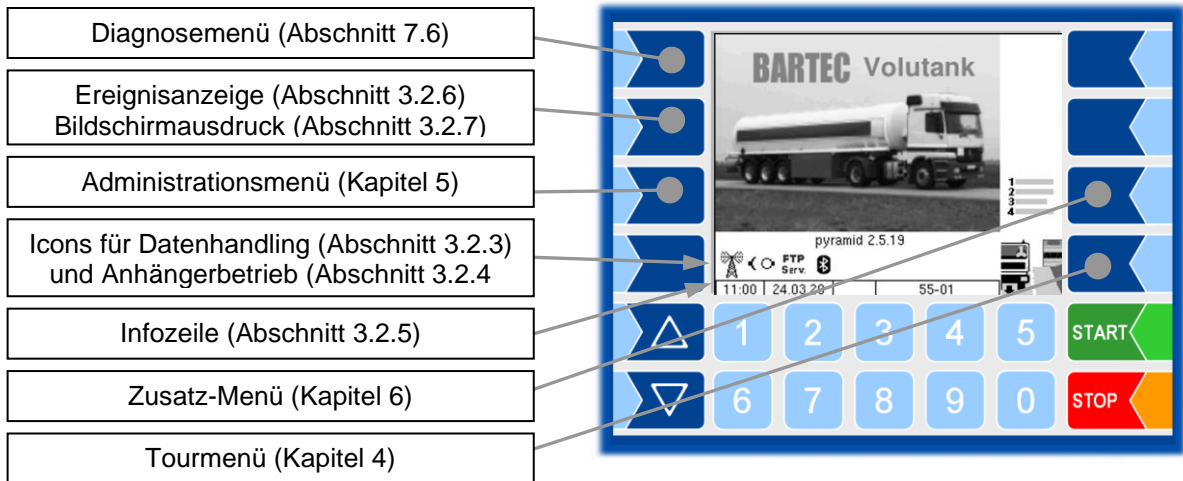 Diagnosemenü (Abschnitt 7.6)
Ereignisanzeige (Abschnitt 3.2.6)
Bildschirmausdruck (Abschnitt 3.2.7)
Administrationsmenü (Kapitel 5)
Icons für Datenhandling (Abschnitt 3.2.3)
und Anhängerbetrieb (Abschnitt 3.2.4
Infozeile (Abschnitt 3.2.5)
Zusatz-Menü (Kapitel 6)
Tourmenü (Kapitel 4)
BARTEC Volutank
1
2
3
4
pyramid 2.5.19
FTP
Serv.
11:00 24.03.20 55-01
1 2 3 4 5 START
6 7 8 9 0 STOP